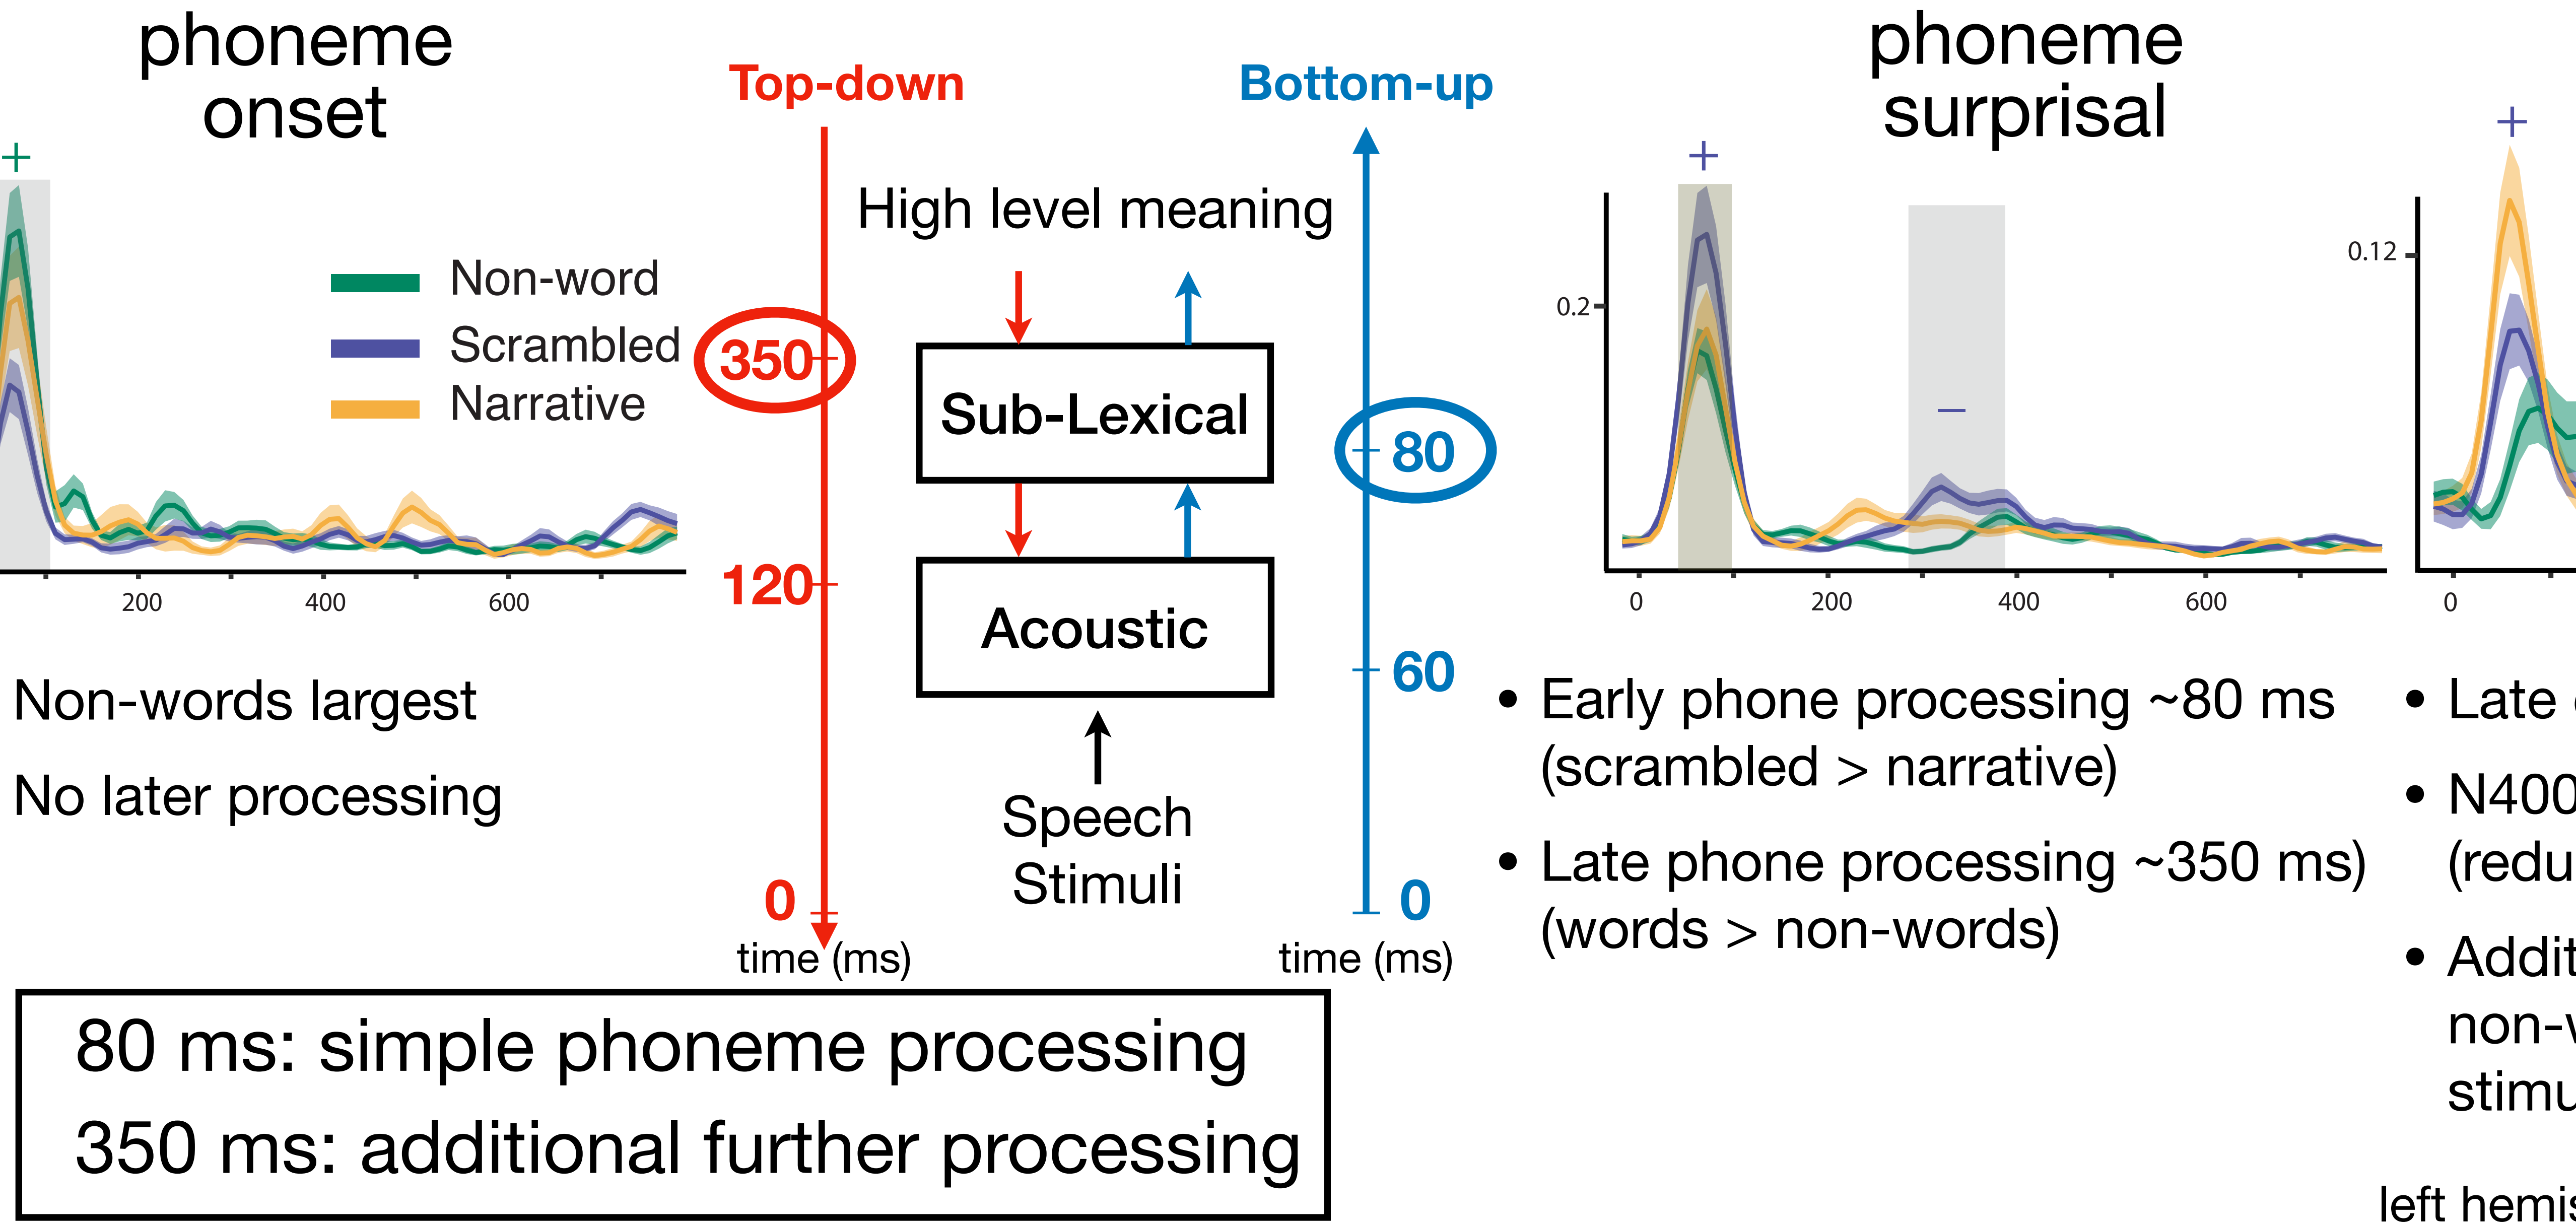 phoneme
onset
+
Non-word
Scrambled
Narrative
200 400 600
Non-words largest
No later processing
Top-down
Bottom-up
High level meaning
350
Sub-Lexical
80
120
Acoustic
60
Speech
Stimuli
0
0
time (ms)
time (ms)
80 ms: simple phoneme processing
350 ms: additional further processing
phoneme
surprisal
+
–
0.2
0 200 400 600
• Early phone processing ~80 ms
(scrambled > narrative)
• Late phone processing ~350 ms)
(words > non-words)
+
0.12
0
• Late
• N400
left